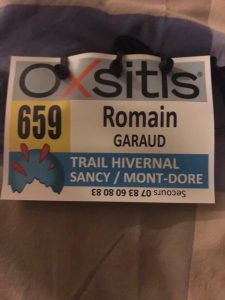 Oxsitis®
659
Romain
GARAUD
TRAIL HIVERNAL
SANCY / MONT-DORE
Secours 07 83 60 80 83